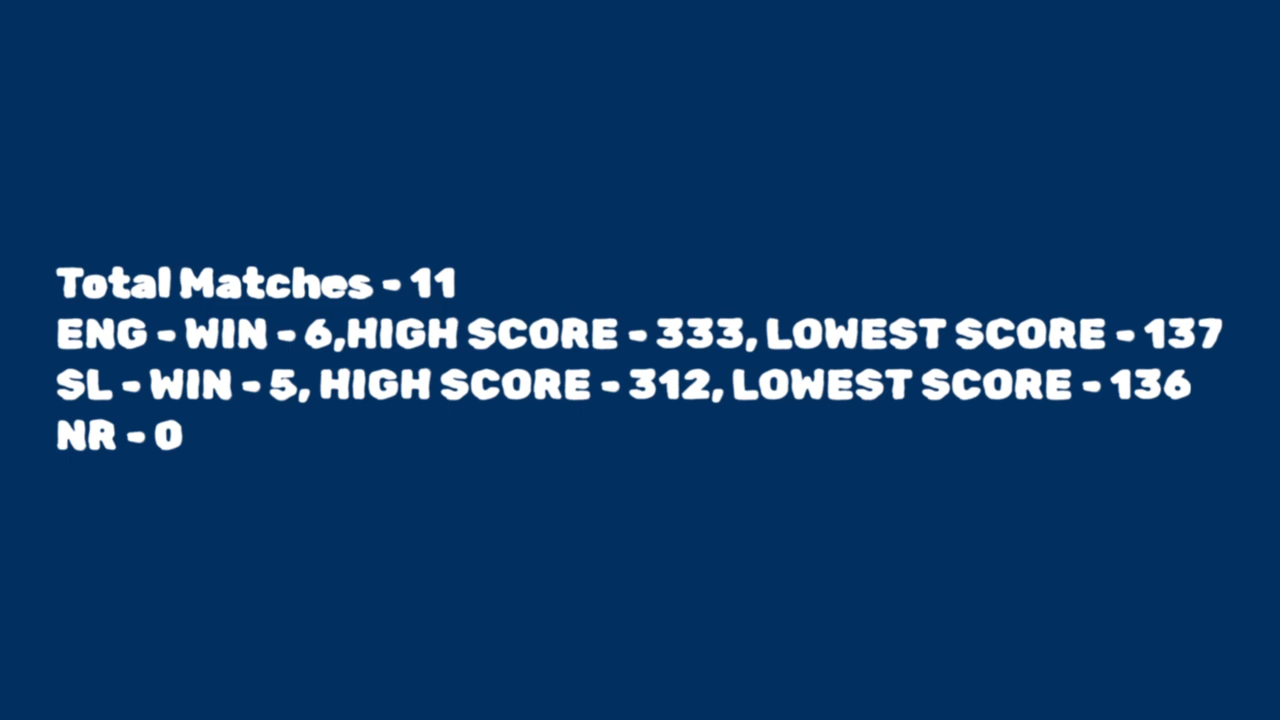 Total Matches - 11
ENG - WIN - 6,HIGH SCORE - 333, LOWEST SCORE - 137
SL - WIN - 5, HIGH SCORE - 312, LOWEST SCORE - 136
NR - 0